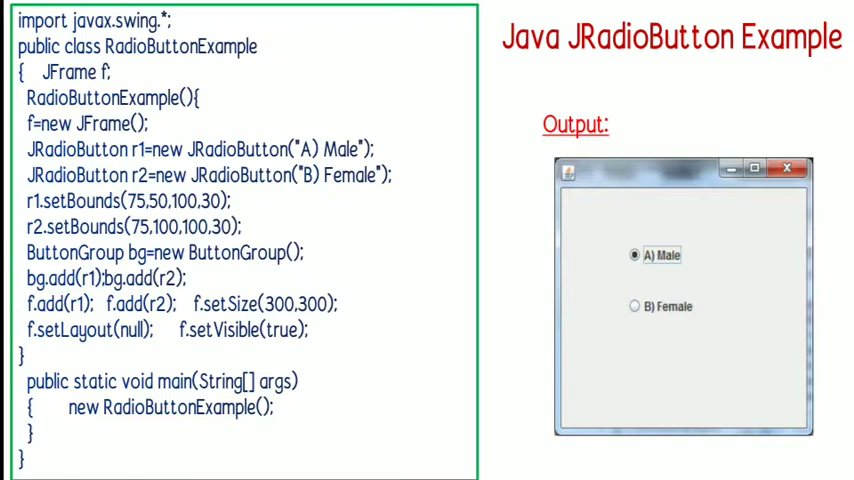 import javax.swing.*;
public class RadioButtonExample
{ JFrame f;
RadioButtonExample(){
f=new JFrame();
JRadioButton r1=new JRadioButton("A) Male");
JRadioButton r2=new JRadioButton("B) Female");
r1.setBounds(75,50,100,30);
r2.setBounds(75,100,100,30);
ButtonGroup bg=new ButtonGroup();
bg.add(r1);bg.add(r2);
f.add(r1); f.add(r2); f.setSize(300,300);
f.setLayout(null); f.setVisible(true);
}
public static void main(String[] args)
{ new RadioButtonExample();
}
}
Java JRadioButton Example
Output:
A) Male
B) Female